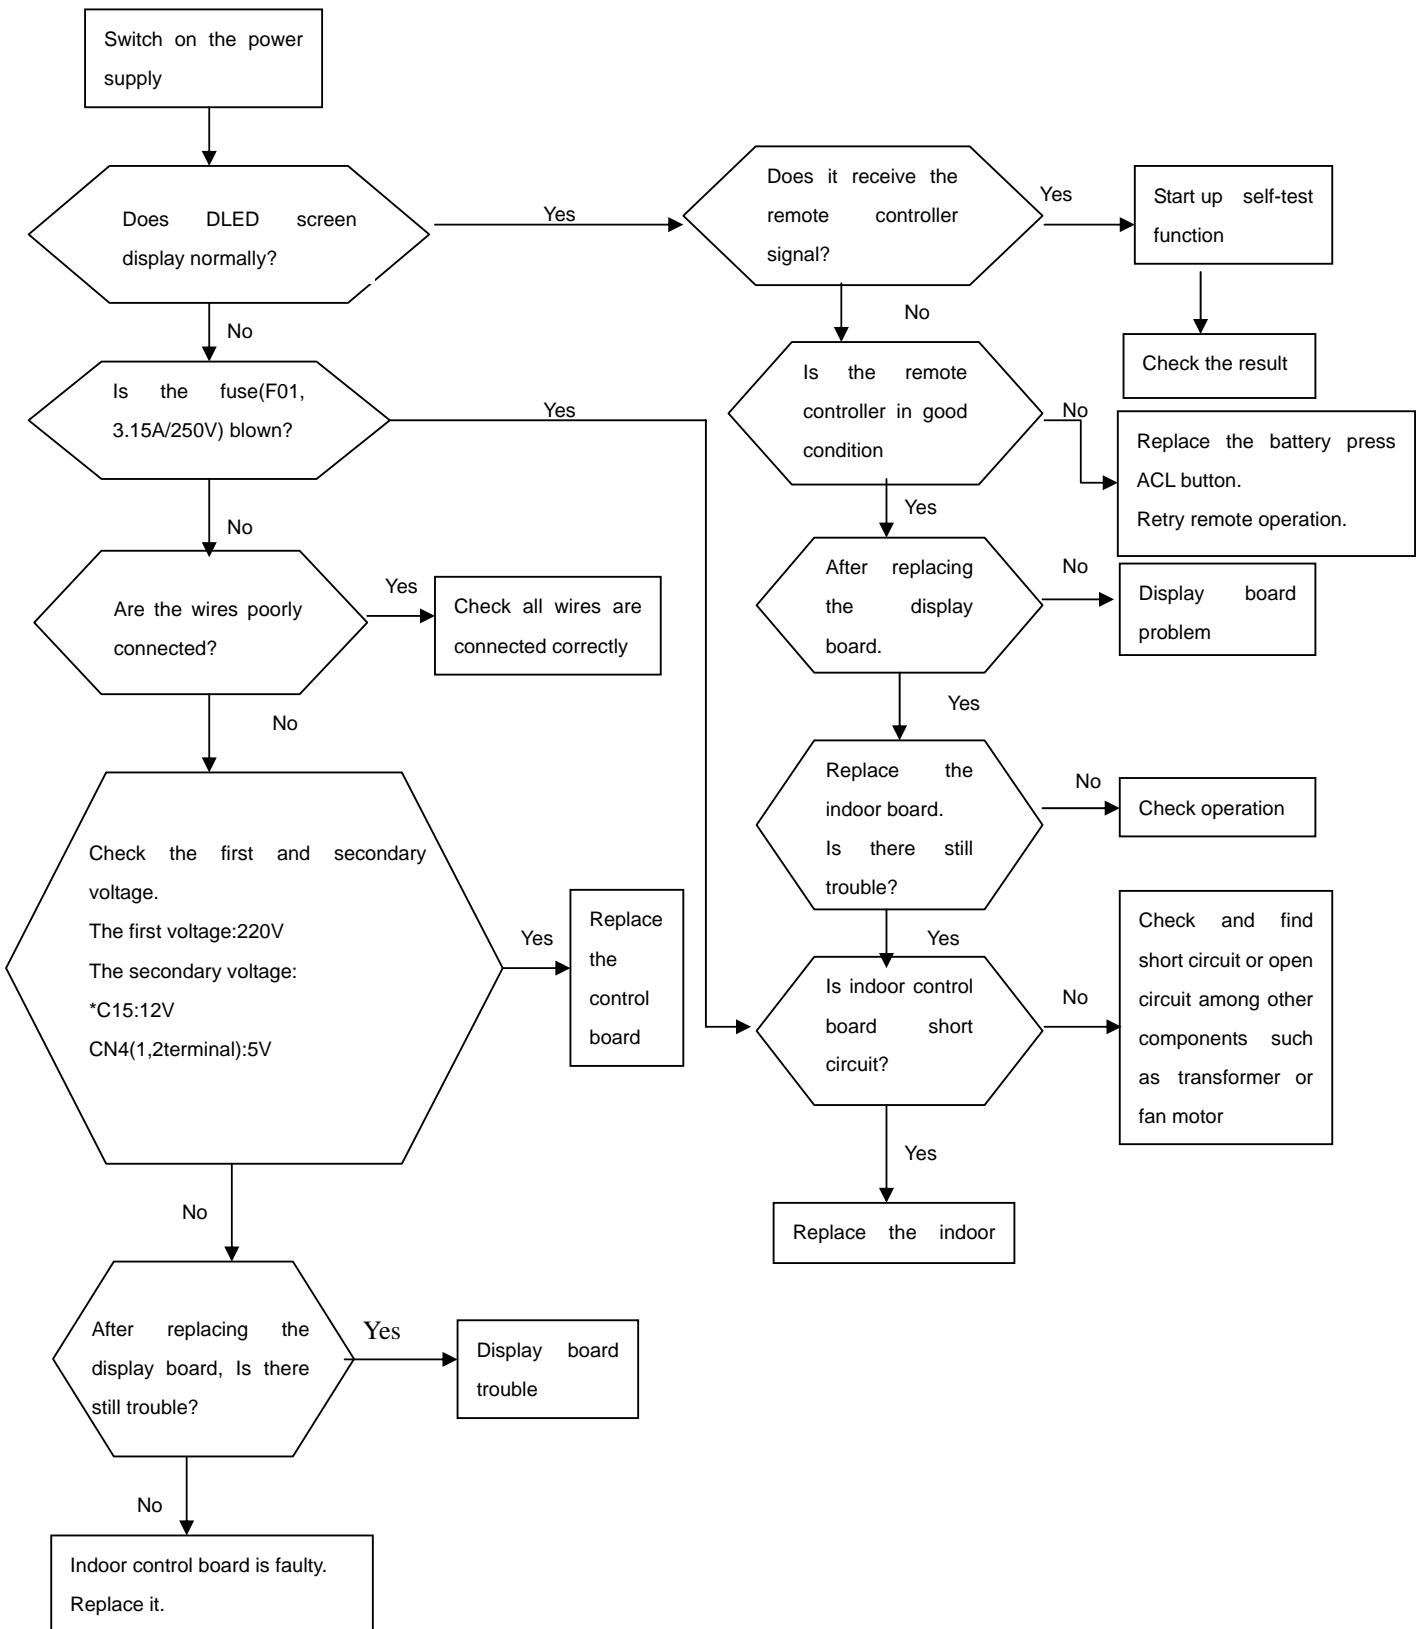 Switch on the power
supply
Does DLED screen
display normally?
Yes
Does it receive the
remote controller
signal?
Yes
Start up self-test
function
No
No
Check the result
Is the fuse(F01,
3.15A/250V) blown?
Yes
Is the remote
controller in good
condition
No
Replace the battery press
ACL button.
Retry remote operation.
No
Yes
Are the wires poorly
connected?
Yes
Check all wires are
connected correctly
After replacing
the display
board.
No
Display board
problem
No
Yes
Replace the
indoor board.
Is there still
trouble?
No
Check operation
Check the first and secondary
voltage.
The first voltage:220V
The secondary voltage:
*C15:12V
CN4(1,2terminal):5V
Yes
Replace
the
control
board
Yes
Is indoor control
board short
circuit?
No
Check and find
short circuit or open
circuit among other
components such
as transformer or
fan motor
Yes
Replace the indoor
No
After replacing the
display board, Is there
still trouble?
Yes
Display board
trouble
No
Indoor control board is faulty.
Replace it.